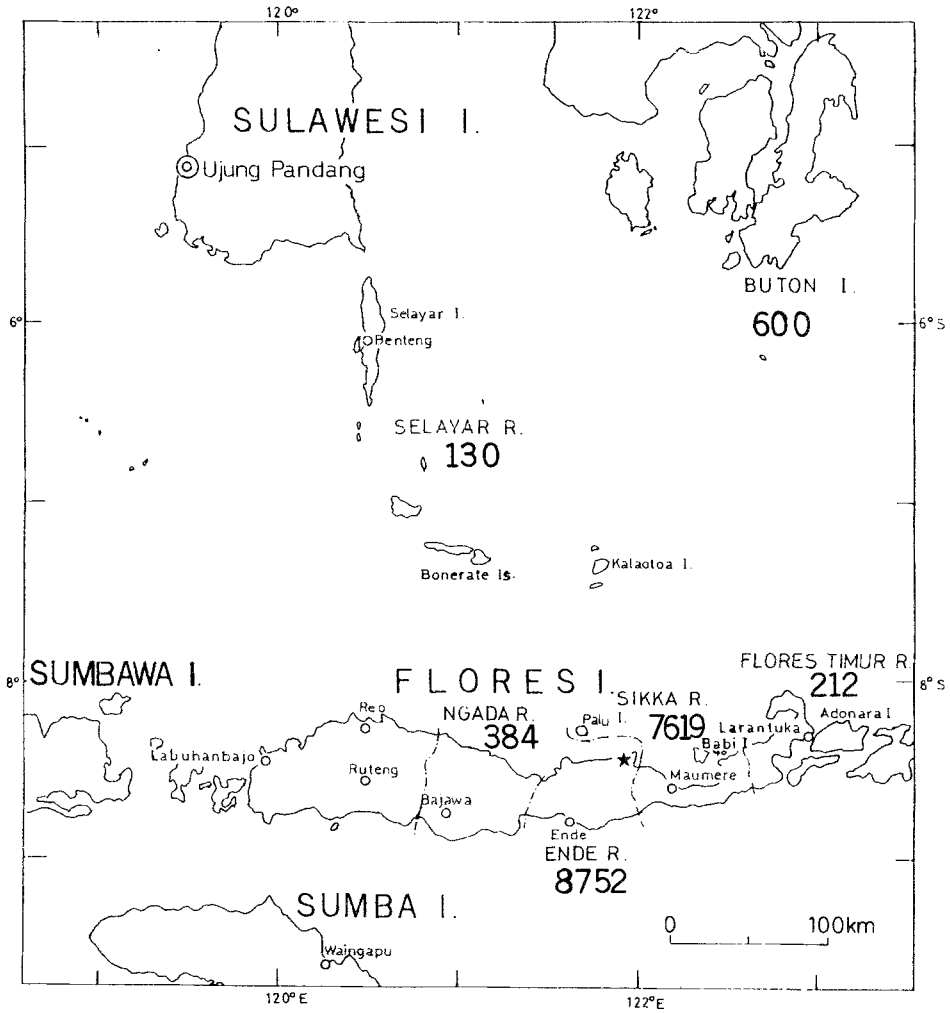 120°
122°
SULAWESI I.
Ujung Pandang
BUTON I.
600
Selayar I.
6°
6°S
Benteng
SELAYAR R.
130
Bonerate Is.
Kalaotoa I.
SUMBAWA I.
8°
FLORES I.
FLORES TIMUR R.
8°S
212
SIKKA R.
Reo
NGADA R.
384
Palu I.
7619
Larantuka
Adonara I
Babi I
Labuhanbajo
Ruteng
Maumere
Bajawa
Ende
ENDE R.
8752
SUMBA I.
0
100km
Waingapu
120°E
122°E